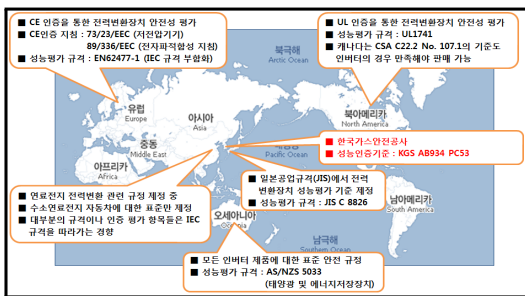 ■ CE 인증을 통한 전력변환장치 안전성 평가
■ CE인증 지침 : 73/23/EEC (저전압기기)
89/336/EEC (전자파적합성 지침)
■ 성능평가 규격 : EN62477-1 (IEC 규격 부합화)
■ UL 인증을 통한 전력변환장치 안전성 평가
■ 성능평가 규격 : UL1741
■ 캐나다는 CSA C22.2 No. 107.1의 기준도
인버터의 경우 만족해야 판매 가능
북극해
Arctic Ocean
유럽
Europe
아시아
Asia
북아메리카
North America
중동
Middle East
Pacific Ocean
아프리카
Africa
■ 한국가스안전공사
■ 성능인증기준 : KGS AB934 PC53
■ 연료전지 전력변환 관련 규정 제정 중
■ 수소연료전지 자동차에 대한 표준만 제정
■ 대부분의 규격이나 인증 평가 항목들은 IEC
규격을 따라가는 경향
■ 일본공업규격(JIS)에서 전력
변환장치 성능평가 기준 제정
■ 성능평가 규격 : JIS C 8826
남아메리카
South America
오세아니아
남극해
Southern Ocean
■ 모든 인버터 제품에 대한 표준 안전 규정
■ 성능평가 규격 : AS/NZS 5033
(태양광 및 에너지저장장치)